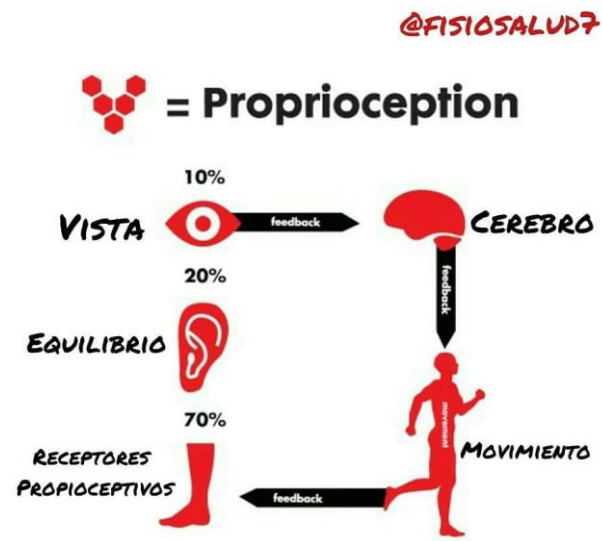 @FISIOSALUD7
= Proprioception
10%
VISTA
feedback
CEREBRO
20%
feedback
EQUILIBRIO
70%
movement
RECEPTORES
PROPIOCEPTIVOS
MOVIMIENTO
feedback